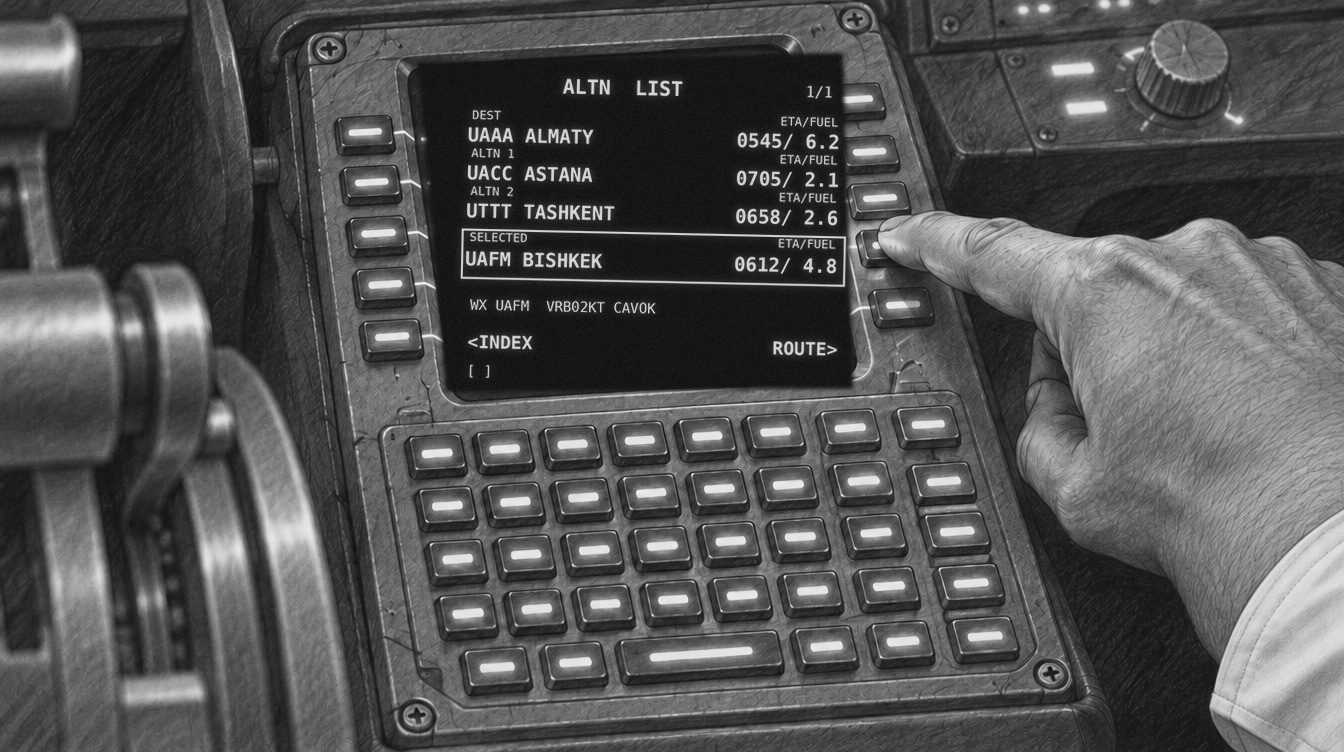 ALTN LIST 1/1
DEST ETA/FUEL
UAAA ALMATY 0545/ 6.2
ALTN 1 ETA/FUEL
UACC ASTANA 0705/ 2.1
ALTN 2 ETA/FUEL
UTTT TASHKENT 0658/ 2.6
SELECTED ETA/FUEL
UAFM BISHKEK 0612/ 4.8
WX UAFM VRB02KT CAVOK
<INDEX ROUTE>
[ ]